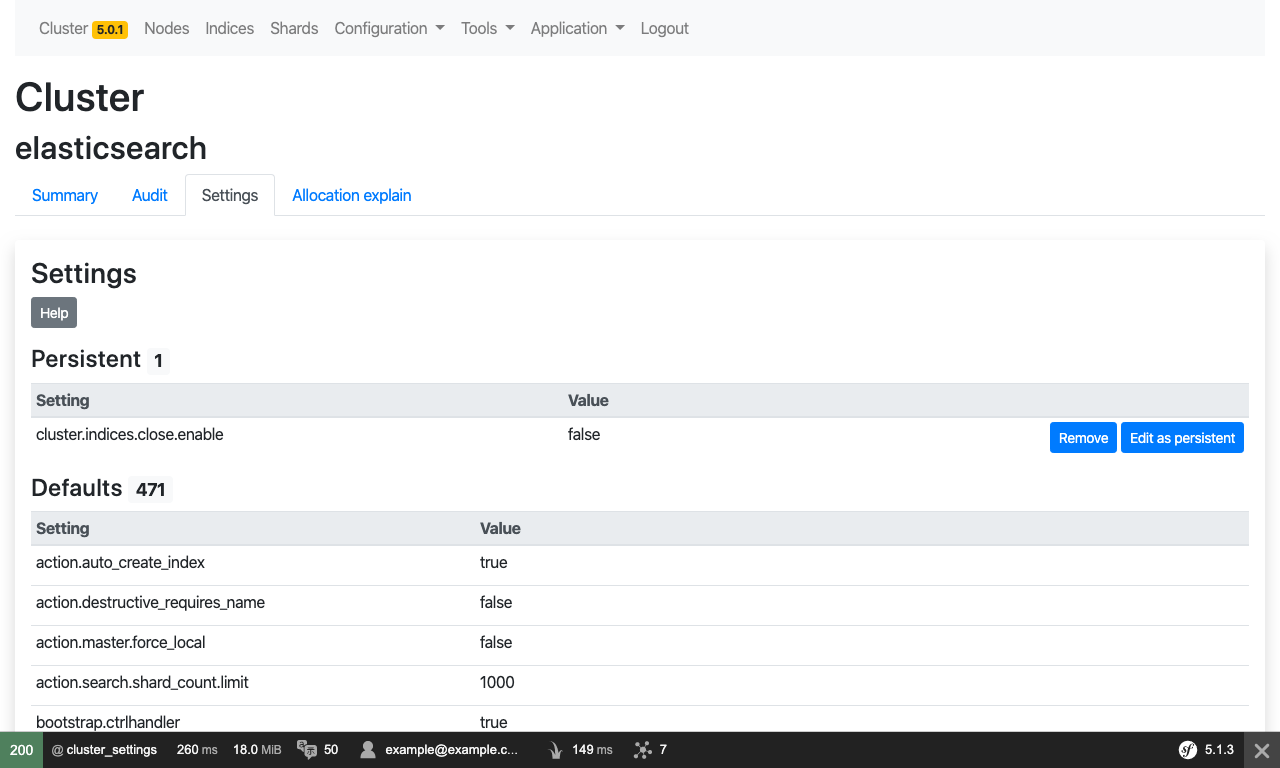 Cluster 5.0.1 Nodes Indices Shards Configuration Tools Application Logout
Cluster
elasticsearch
Summary Audit Settings Allocation explain
Settings
Help
Persistent 1
Setting Value
cluster.indices.close.enable false Remove Edit as persistent
Defaults 471
Setting Value
action.auto_create_index true
action.destructive_requires_name false
action.master.force_local false
action.search.shard_count.limit 1000
bootstrap.ctrlhandler true
200 @ cluster_settings 260 ms 18.0 MiB 50 example@example.c... 149 ms 7 sf 5.1.3